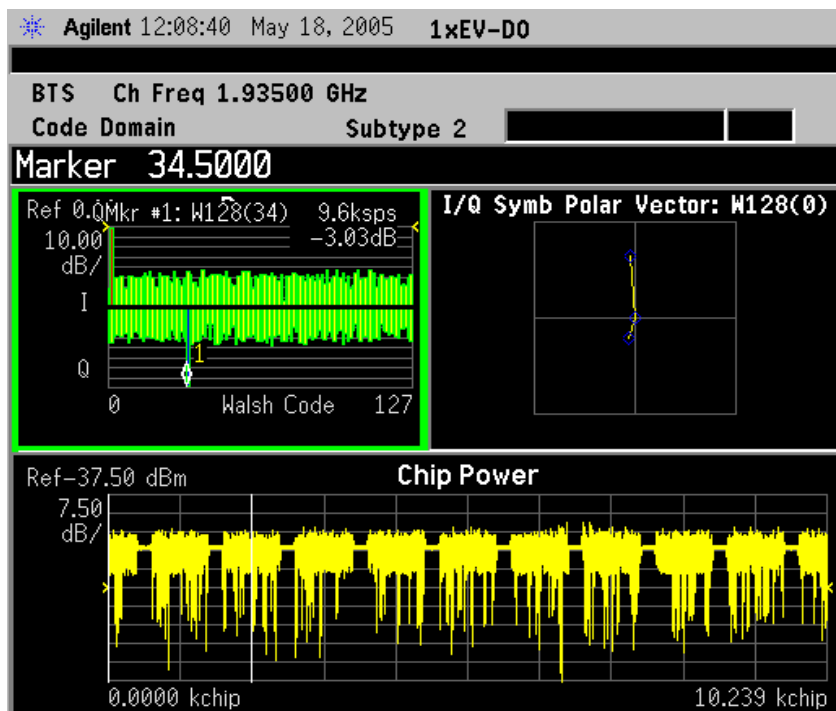 Agilent 12:08:40 May 18, 2005 1xEV-DO
BTS Ch Freq 1.93500 GHz
Code Domain Subtype 2
Marker 34.5000
Ref 0.0 Mkr #1: W128(34) 9.6ksps
-3.03dB
10.00
dB/
I
1
Q
0 Walsh Code 127
I/Q Symb Polar Vector: W128(0)
Ref-37.50 dBm Chip Power
7.50
dB/
0.0000 kchip 10.239 kchip